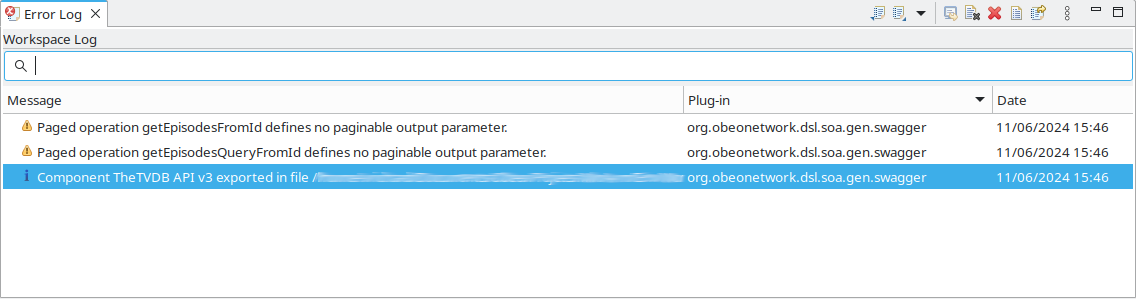 Error Log
Workspace Log
Message Plug-in Date
Paged operation getEpisodesFromId defines no paginable output parameter. org.obeonetwork.dsl.soa.gen.swagger 11/06/2024 15:46
Paged operation getEpisodesQueryFromId defines no paginable output parameter. org.obeonetwork.dsl.soa.gen.swagger 11/06/2024 15:46
Component TheTVDB API v3 exported in file / org.obeonetwork.dsl.soa.gen.swagger 11/06/2024 15:46